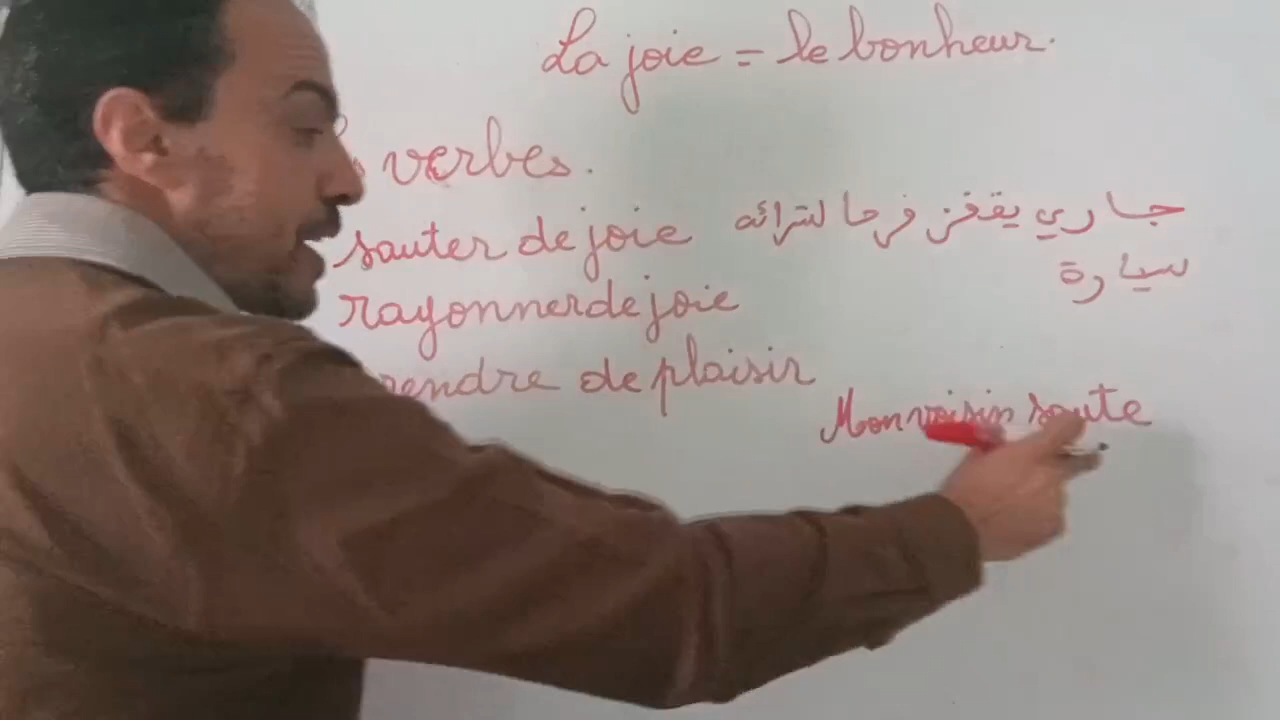 La joie = le bonheur.
verbes.
sauter de joie
جاري يقفز فرحا لشرائه
سيارة
rayonner de joie
endre de plaisir
Mon voisin saute